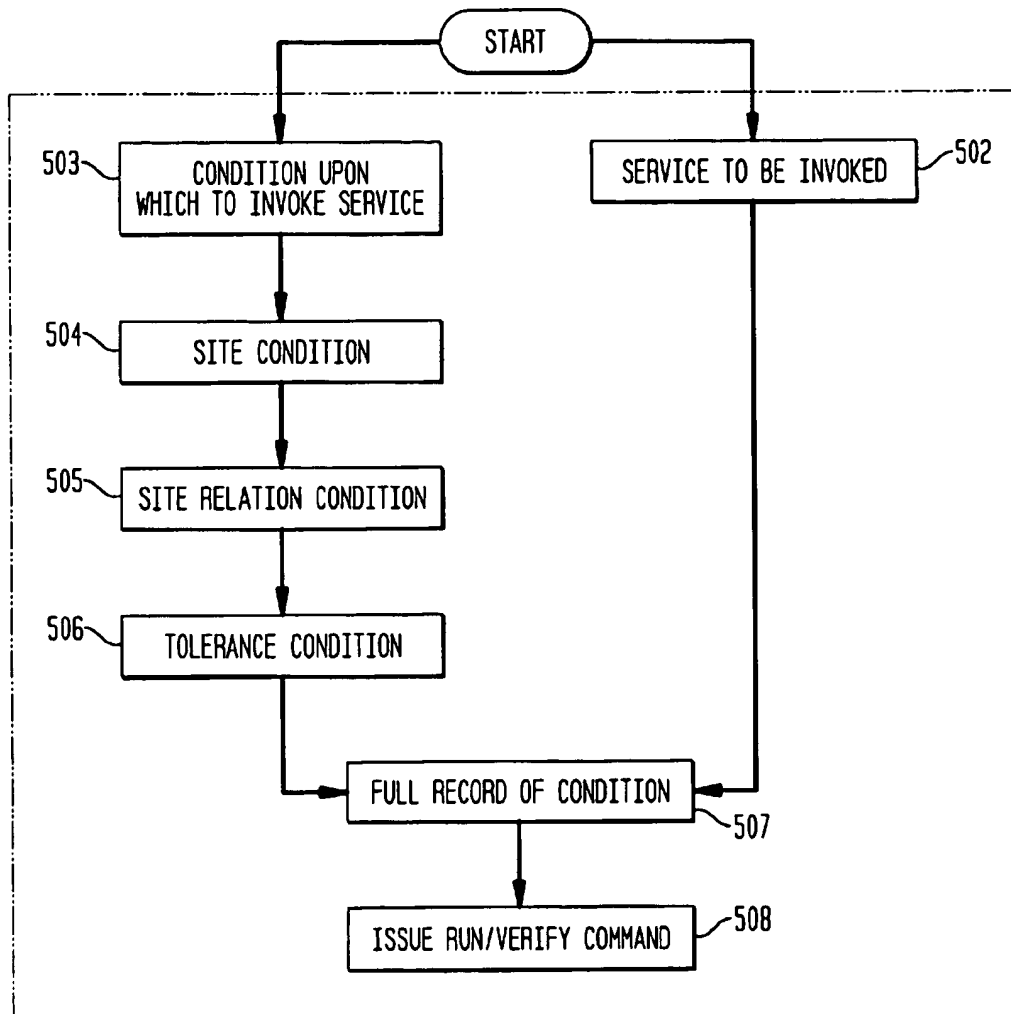 START
503
CONDITION UPON
WHICH TO INVOKE SERVICE
SERVICE TO BE INVOKED
502
504
SITE CONDITION
505
SITE RELATION CONDITION
506
TOLERANCE CONDITION
FULL RECORD OF CONDITION
507
ISSUE RUN/VERIFY COMMAND
508